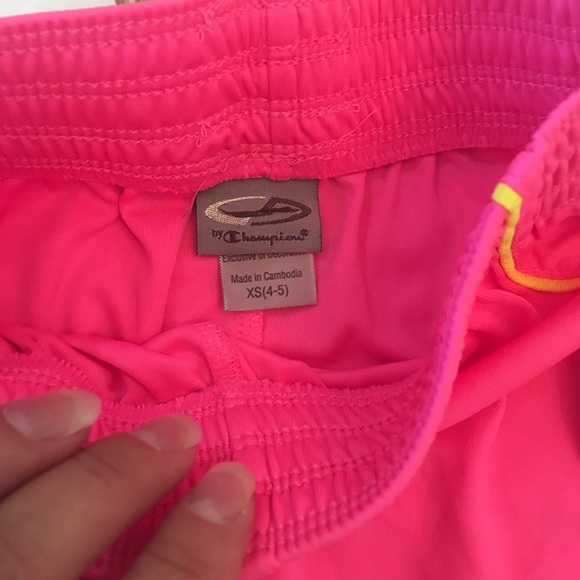 by Champion®
Exclusive of Decoration
Made in Cambodia
XS(4-5)